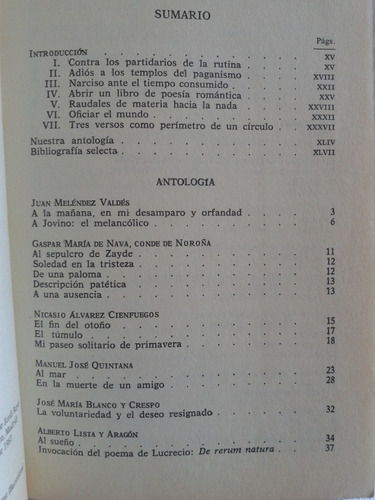 SUMARIO
Págs.
INTRODUCCIÓN . . . . . . . . . . . . XV
I. Contra los partidarios de la rutina . . . . XV
II. Adiós a los templos del paganismo . . . . XVIII
III. Narciso ante el tiempo consumido . . . . XXII
IV. Abrir un libro de poesía romántica . . . . XXV
V. Raudales de materia hacia la nada . . . . XXVIII
VI. Oficiar el mundo . . . . . . . . XXXII
VII. Tres versos como perímetro de un círculo . . XXXVII
Nuestra antología . . . . . . . . . . XLIV
Bibliografía selecta . . . . . . . . . . XLVII
ANTOLOGIA
JUAN MELÉNDEZ VALDÉS
A la mañana, en mi desamparo y orfandad . . . . 3
A Jovino: el melancólico . . . . . . . . 6
GASPAR MARÍA DE NAVA, CONDE DE NOROÑA
Al sepulcro de Zayde . . . . . . . . 11
Soledad en la tristeza . . . . . . . . 12
De una paloma . . . . . . . . . . 12
Descripción patética . . . . . . . . 13
A una ausencia . . . . . . . . . . 13
NICASIO ALVAREZ CIENFUEGOS
El fin del otoño . . . . . . . . . . 15
El túmulo . . . . . . . . . . . 17
Mi paseo solitario de primavera . . . . . . 18
MANUEL JOSÉ QUINTANA
Al mar . . . . . . . . . . . . 23
En la muerte de un amigo . . . . . . . 28
JOSÉ MARÍA BLANCO Y CRESPO
La voluntariedad y el deseo resignado . . . . . 32
ALBERTO LISTA Y ARAGÓN
Al sueño . . . . . . . . . . . 34
Invocación del poema de Lucrecio: De rerum natura . . 37